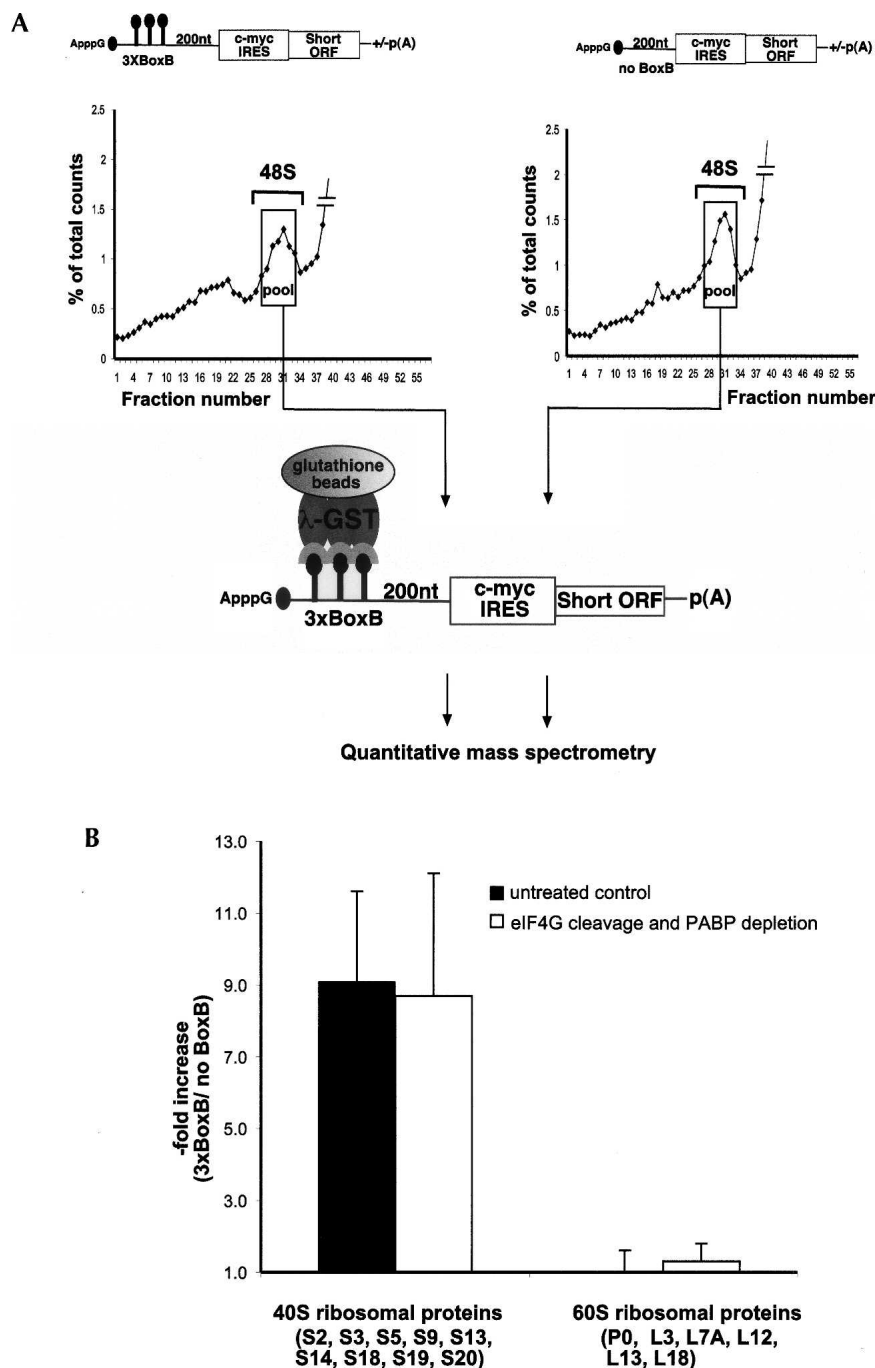 A
ApppG
3XBoxB
200nt
c-myc
IRES
Short
ORF
+/-p(A)
ApppG
200nt
no BoxB
c-myc
IRES
Short
ORF
+/-p(A)
2.5
2
1.5
1
0.5
0
% of total counts
48S
pool
1 4 7 10 13 16 19 22 25 28 31 34 37 40 43 46 49 52 55
Fraction number
2.5
2
1.5
1
0.5
0
% of total counts
48S
pool
1 4 7 10 13 16 19 22 25 28 31 34 37 40 43 46 49 52 55
Fraction number
glutathione
beads
λ-GST
ApppG
3xBoxB
200nt
c-myc
IRES
Short ORF
p(A)
Quantitative mass spectrometry
B
13.0
11.0
9.0
7.0
5.0
3.0
1.0
-fold increase
(3xBoxB/ no BoxB)
untreated control
eIF4G cleavage and PABP depletion
40S ribosomal proteins
(S2, S3, S5, S9, S13,
S14, S18, S19, S20)
60S ribosomal proteins
(P0, L3, L7A, L12,
L13, L18)